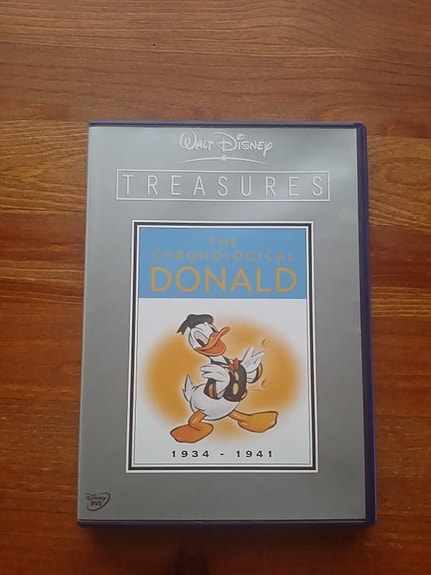 WALT DISNEY
TREASURES
THE
CHRONOLOGICAL
DONALD
1934 - 1941
Disney
DVD